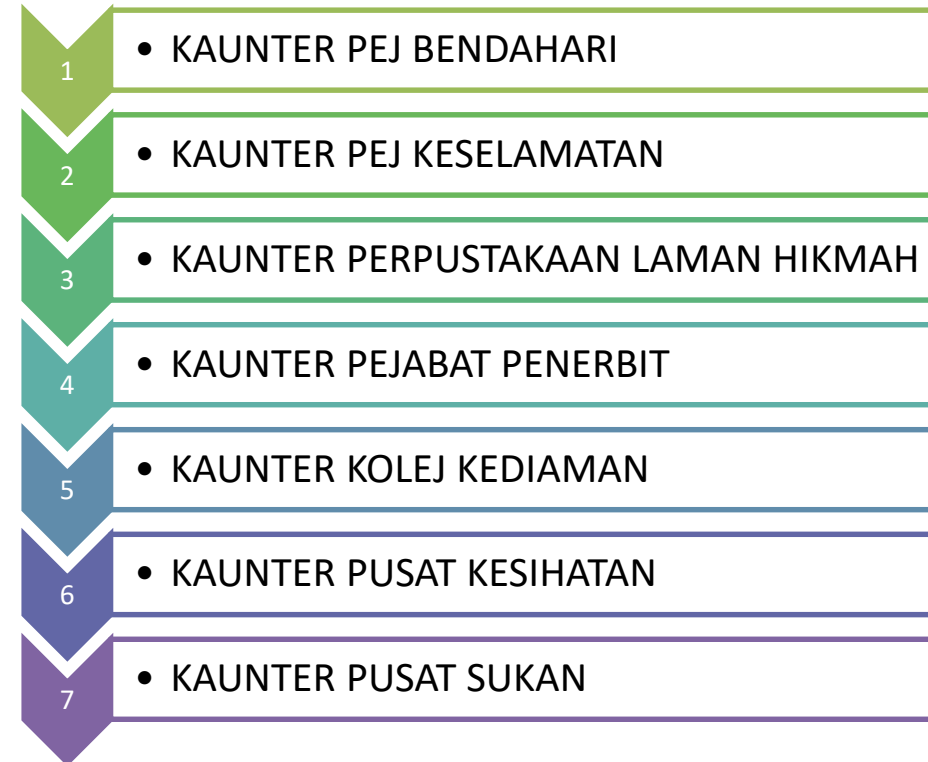 1
• KAUNTER PEJ BENDAHARI
2
• KAUNTER PEJ KESELAMATAN
3
• KAUNTER PERPUSTAKAAN LAMAN HIKMAH
4
• KAUNTER PEJABAT PENERBIT
5
• KAUNTER KOLEJ KEDIAMAN
6
• KAUNTER PUSAT KESIHATAN
7
• KAUNTER PUSAT SUKAN